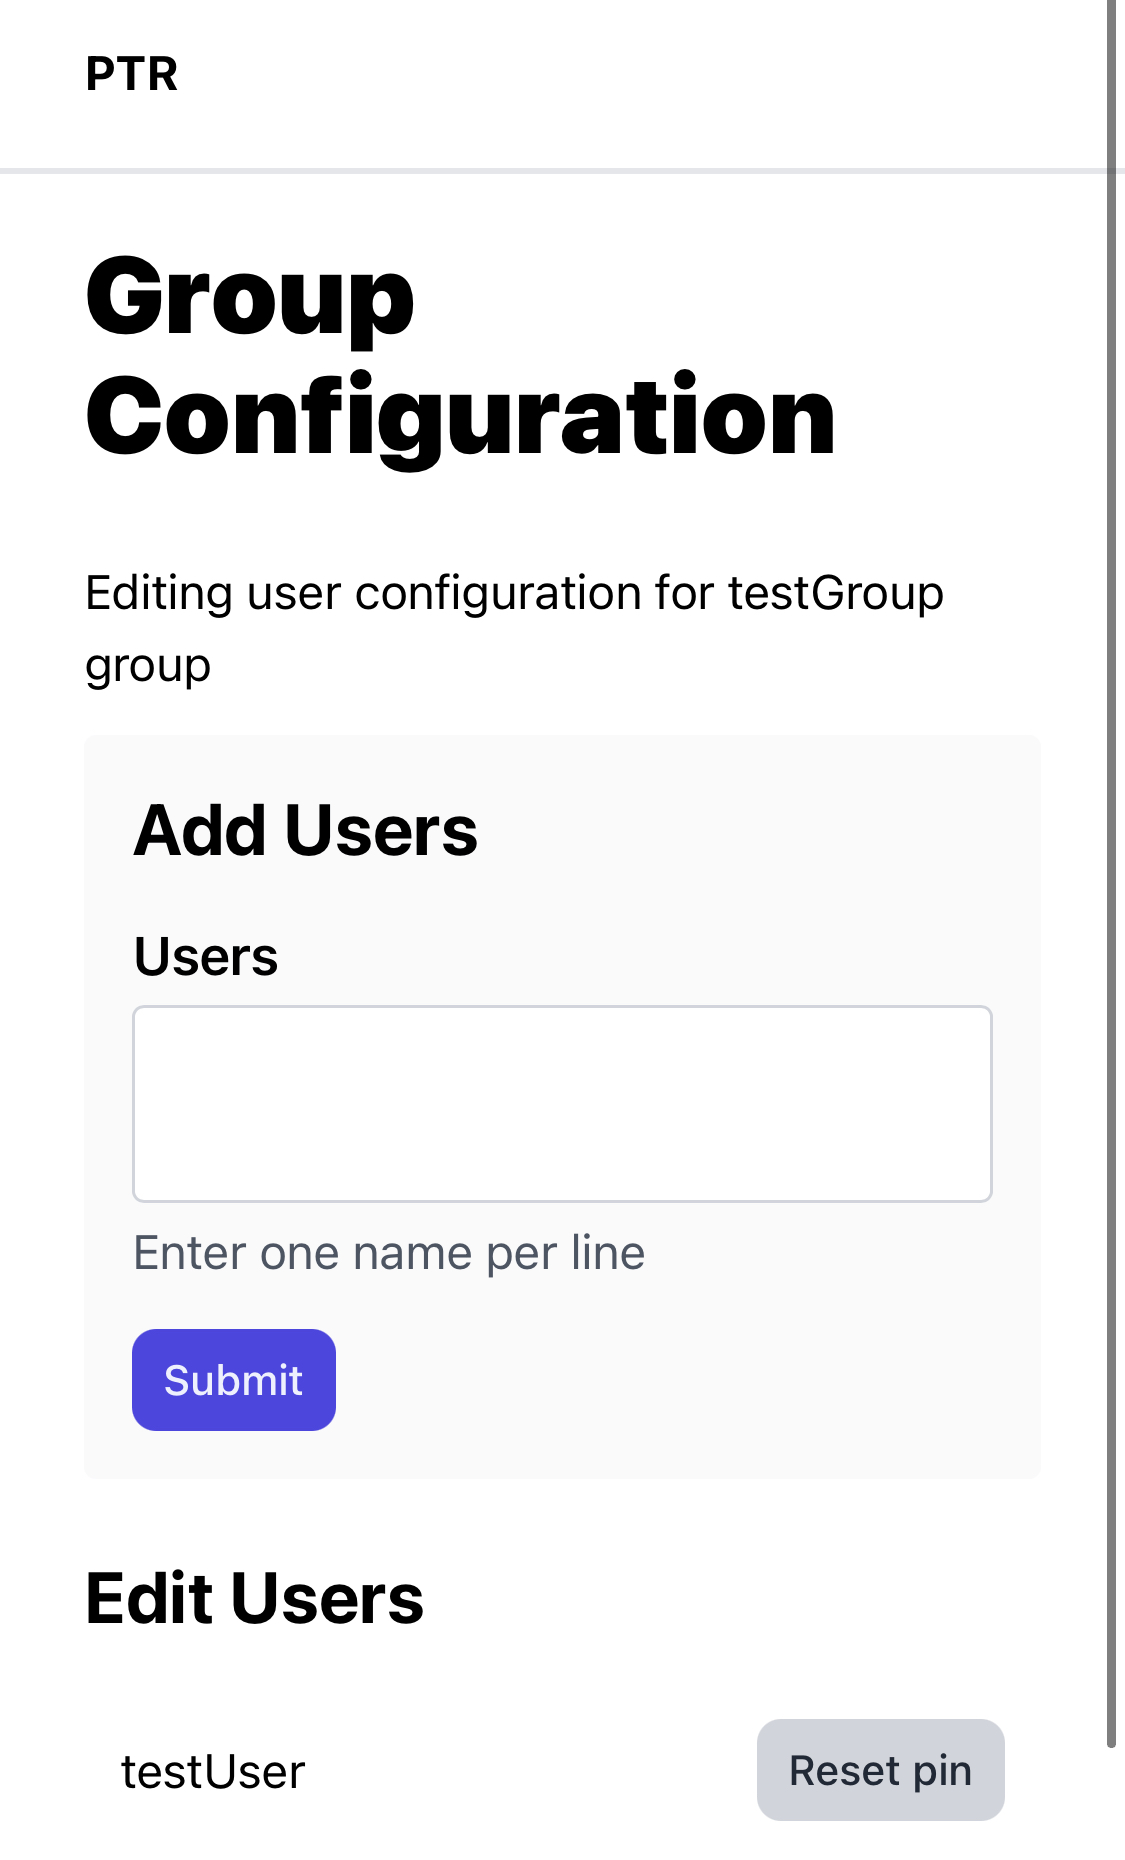 PTR
Group
Configuration
Editing user configuration for testGroup
group
Add Users
Users
Enter one name per line
Submit
Edit Users
testUser
Reset pin